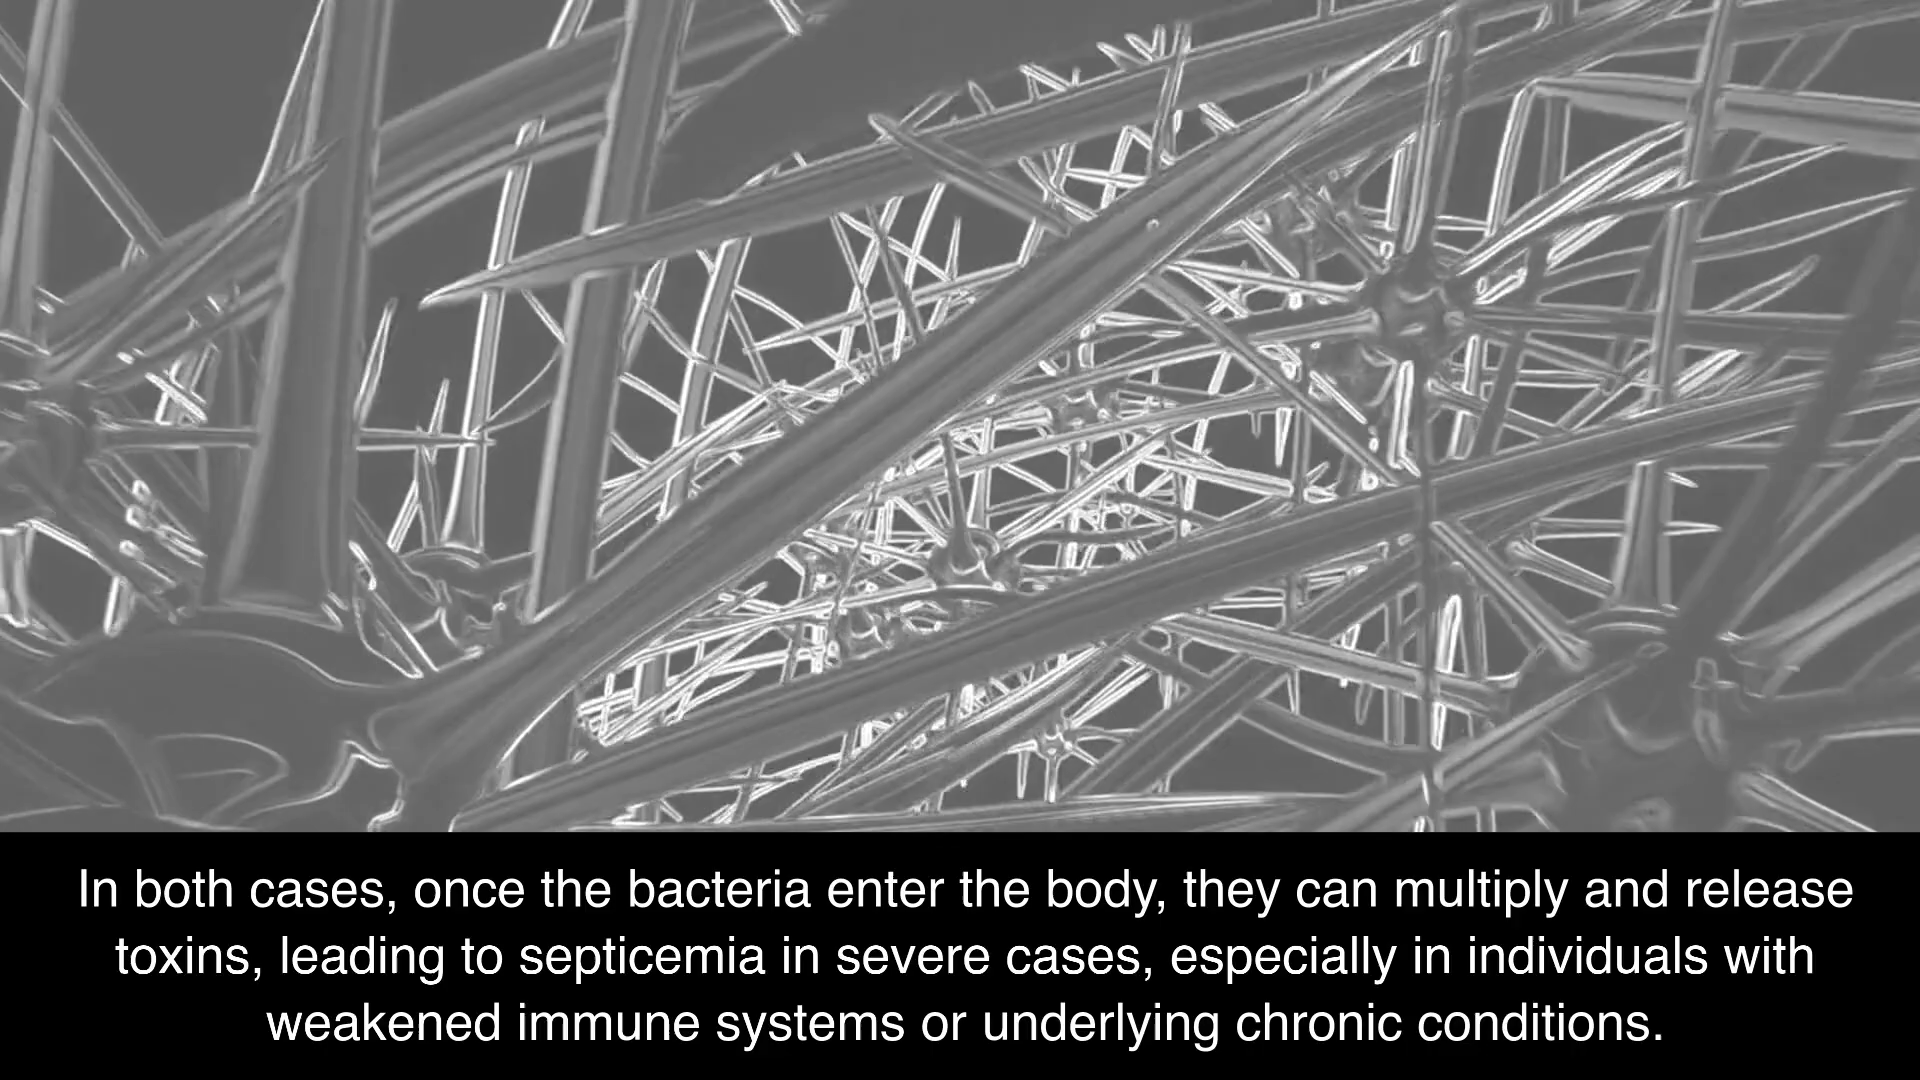 In both cases, once the bacteria enter the body, they can multiply and release
toxins, leading to septicemia in severe cases, especially in individuals with
weakened immune systems or underlying chronic conditions.